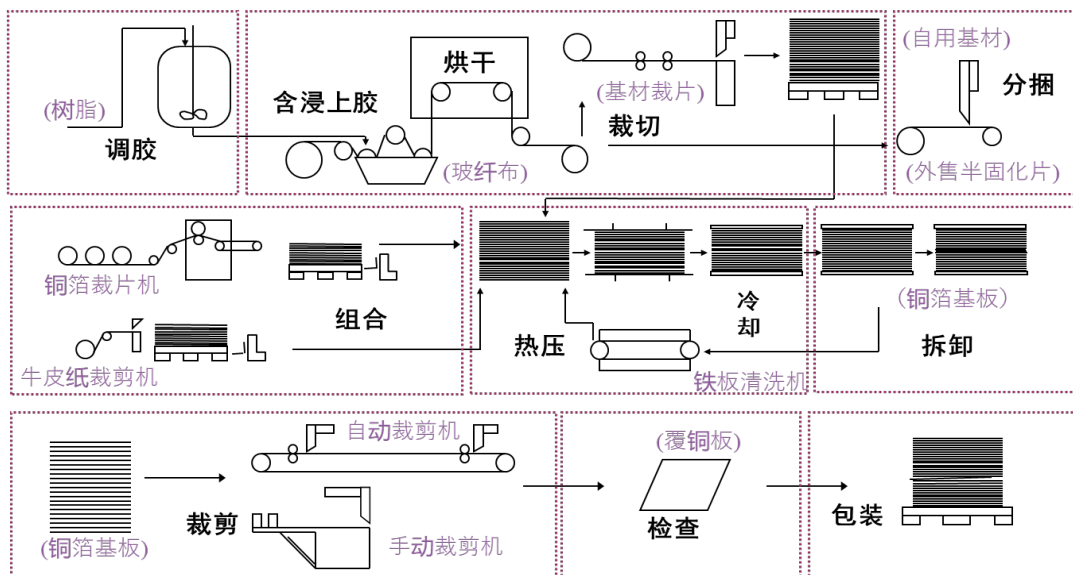 (树脂)
调胶
含浸上胶
烘干
(玻纤布)
(基材裁片)
裁切
(自用基材)
分捆
(外售半固化片)
铜箔裁片机
组合
牛皮纸裁剪机
热压
冷
却
铁板清洗机
(铜箔基板)
拆卸
(铜箔基板)
裁剪
自动裁剪机
手动裁剪机
(覆铜板)
检查
包装